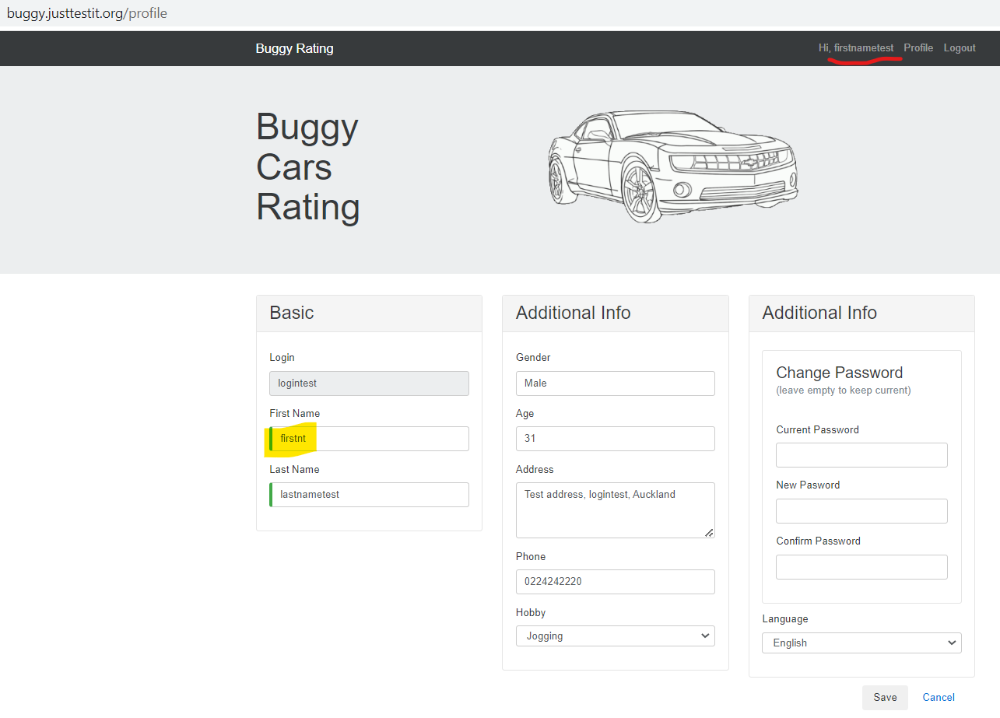 buggy.justtestit.org/profile
Buggy Rating
Hi, firstnametest Profile Logout
Buggy
Cars
Rating
Basic
Login
logintest
First Name
firstnt
Last Name
lastnametest
Additional Info
Gender
Male
Age
31
Address
Test address, logintest, Auckland
Phone
0224242220
Hobby
Jogging
Additional Info
Change Password
(leave empty to keep current)
Current Password
New Pasword
Confirm Password
Language
English
Save Cancel